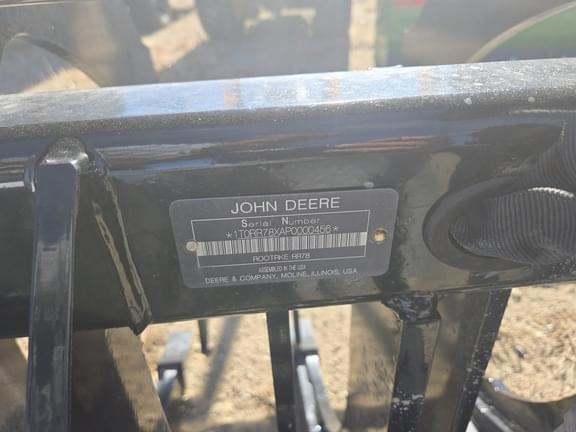 JOHN DEERE
Serial Number
*1T0RR78XAP0000456*
ROOTRKE RR78
ASSEMBLED IN THE USA
DEERE & COMPANY, MOLINE, ILLINOIS, USA